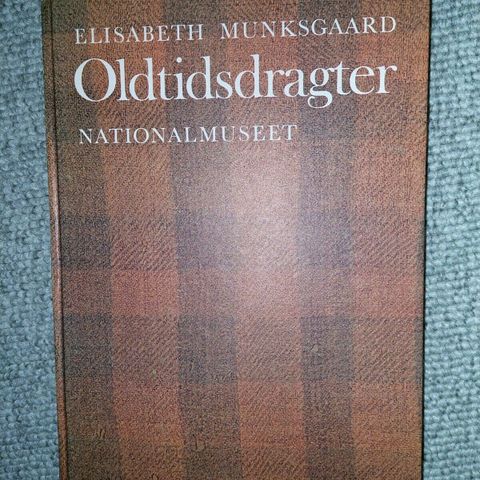 ELISABETH MUNKSGAARD
Oldtidsdragter
NATIONALMUSEET